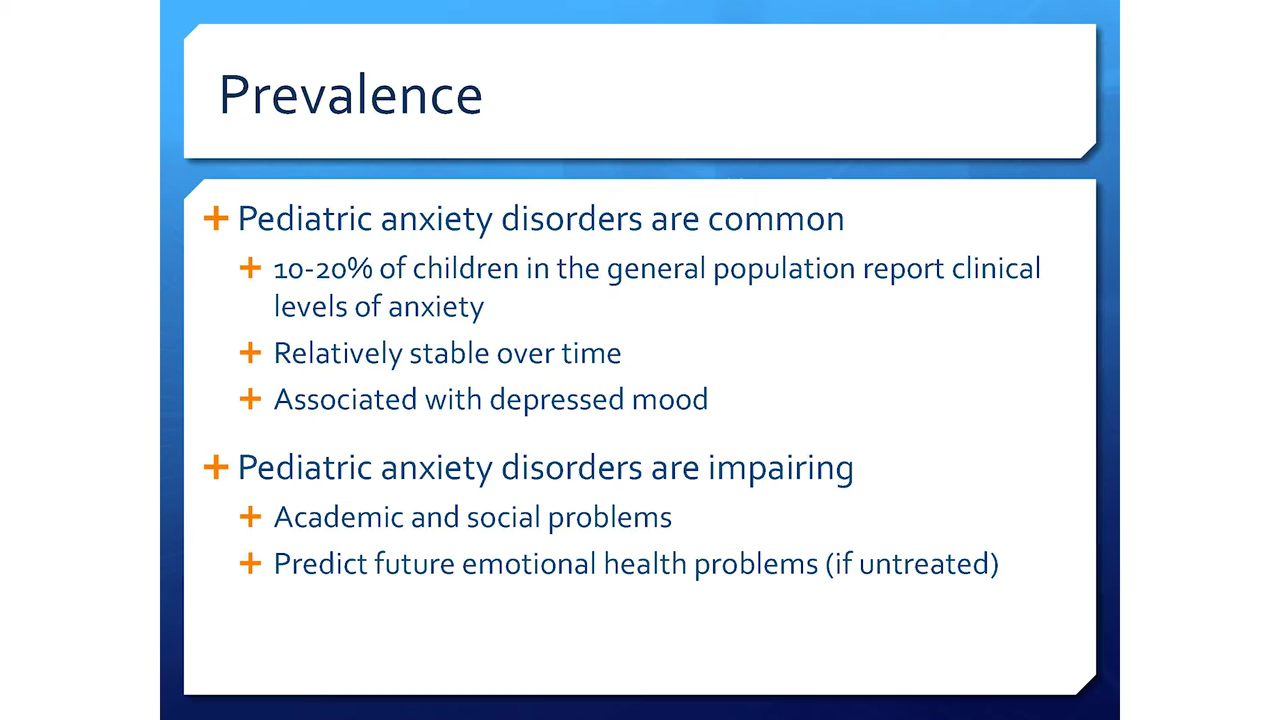 Prevalence
Pediatric anxiety disorders are common
10-20% of children in the general population report clinical
levels of anxiety
Relatively stable over time
Associated with depressed mood
Pediatric anxiety disorders are impairing
Academic and social problems
Predict future emotional health problems (if untreated)